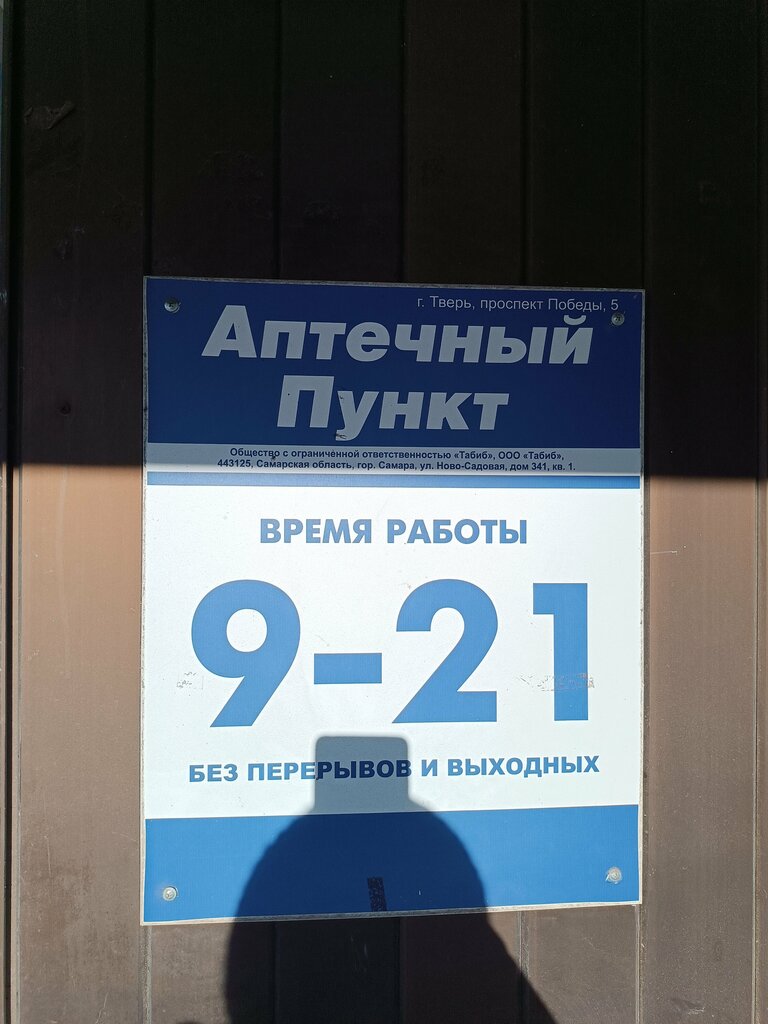 г. Тверь, проспект Победы, 5
Аптечный
Пункт
Общество с ограниченной ответственностью «Табиб», ООО «Табиб»,
443125, Самарская область, гор. Самара, ул. Ново-Садовая, дом 341, кв. 1.
ВРЕМЯ РАБОТЫ
9-21
БЕЗ ПЕРЕРЫВОВ И ВЫХОДНЫХ